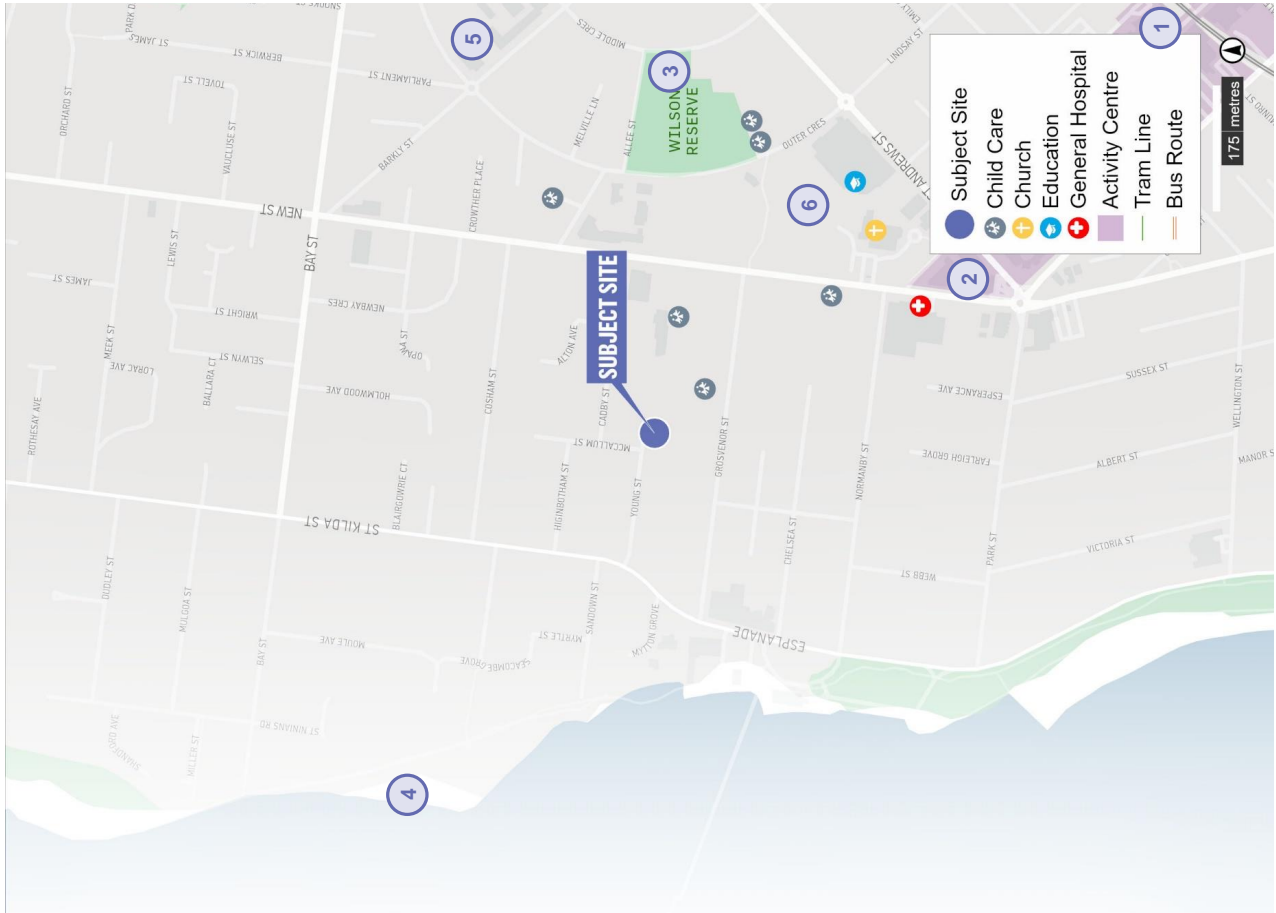 SNOOKS ST
PARK D
ST JAMES
BERWICK ST
ORCHARD ST
TOVELL ST
PARLIAMENT ST
VAUCLUSE ST
BARKLY ST
MELVILLE LN
MIDDLE CRES
ALLEE ST
WILSON
RESERVE
OUTER CRES
LINDSAY ST
ST ANDREWS ST
CROWTHER PLACE
NEW ST
BAY ST
LEWIS ST
JAMES ST
WRIGHT ST
NEWBAY CRES
SELWYN ST
MECK ST
LORAC AVE
BALLARA CT
HOLMWOOD AVE
ROTHESAY AVE
COSHAM ST
ALTON AVE
CADBY ST
MCCALLUM ST
HIGINBOTHAM ST
YOUNG ST
GROSVENOR ST
BLAIRGOWRIE CT
ST KILDA ST
SUBJECT SITE
CHELSEA ST
NORMANBY ST
ESPERANCE AVE
FARLEIGH GROVE
SUSSEX ST
ALBERT ST
WELLINGTON ST
MANOR S
PARK ST
WEBB ST
VICTORIA ST
ESPLANADE
DUDLEY ST
MULGOA ST
BAY ST
MOULE AVE
SEACOMBE GROVE
MYRTLE ST
SANDOWN ST
MYTTON GROVE
ST NINIANS RD
MILLER ST
1
2
3
4
5
6
Subject Site
Child Care
Church
Education
General Hospital
Activity Centre
Tram Line
Bus Route
175 metres